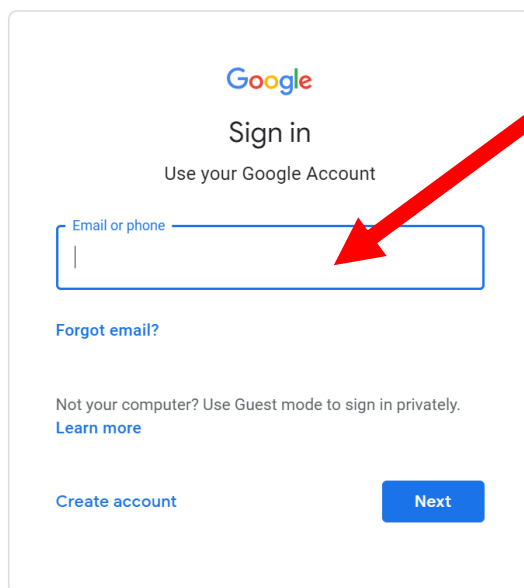 Google
Sign in
Use your Google Account
Email or phone
Forgot email?
Not your computer? Use Guest mode to sign in privately.
Learn more
Create account
Next